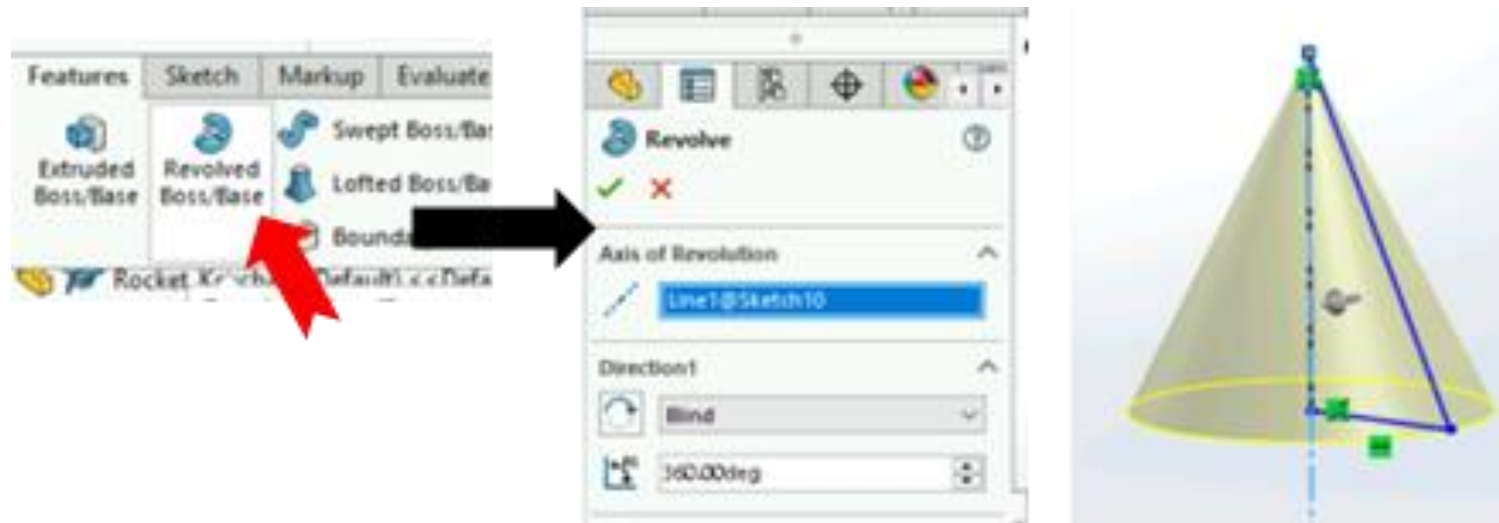 Features Sketch Markup Evaluate
Extruded Boss/Base
Revolved Boss/Base
Swept Boss/Bas
Lofted Boss/Ba
Bounda
Rocket
Revolve
Axis of Revolution
Line1@Sketch10
Direction1
Blind
360.00deg